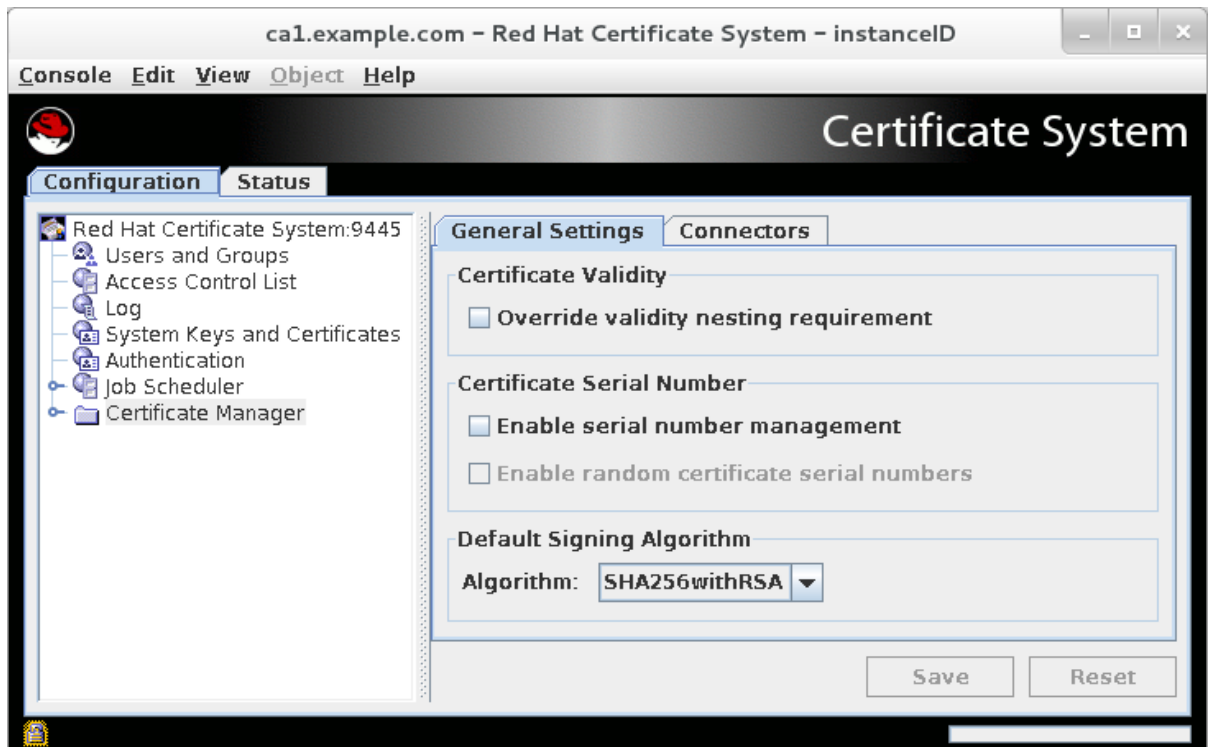 ca1.example.com – Red Hat Certificate System – instanceID
Console Edit View Object Help
Certificate System
Configuration Status
Red Hat Certificate System:9445
Users and Groups
Access Control List
Log
System Keys and Certificates
Authentication
Job Scheduler
Certificate Manager
General Settings Connectors
Certificate Validity
Override validity nesting requirement
Certificate Serial Number
Enable serial number management
Enable random certificate serial numbers
Default Signing Algorithm
Algorithm: SHA256withRSA
Save Reset